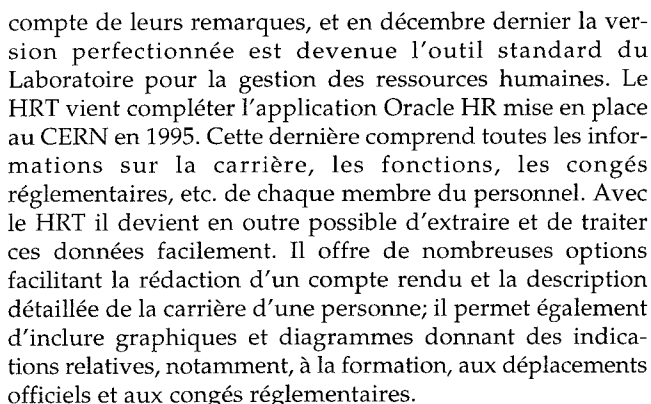 compte de leurs remarques, et en décembre dernier la ver-
sion perfectionnée est devenue l'outil standard du
Laboratoire pour la gestion des ressources humaines. Le
HRT vient compléter l'application Oracle HR mise en place
au CERN en 1995. Cette dernière comprend toutes les infor-
mations sur la carrière, les fonctions, les congés
réglementaires, etc. de chaque membre du personnel. Avec
le HRT il devient en outre possible d'extraire et de traiter
ces données facilement. Il offre de nombreuses options
facilitant la rédaction d'un compte rendu et la description
détaillée de la carrière d'une personne; il permet également
d'inclure graphiques et diagrammes donnant des indica-
tions relatives, notamment, à la formation, aux déplacements
officiels et aux congés réglementaires.